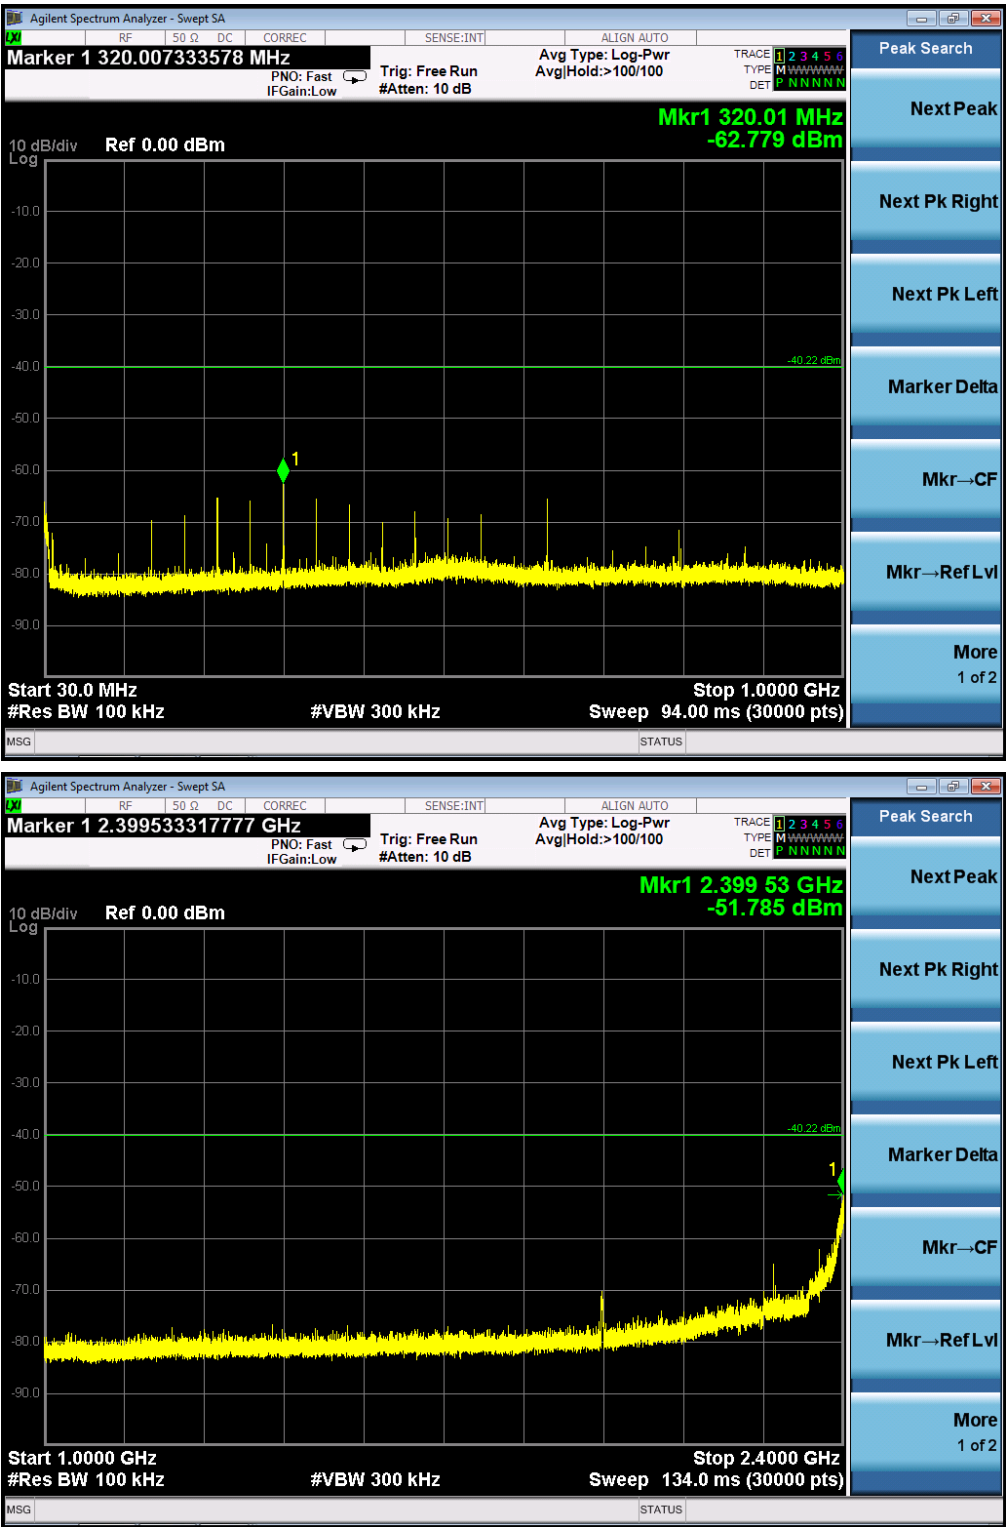 Agilent Spectrum Analyzer - Swept SA
LXI RF 50 Ω DC CORREC SENSE:INT ALIGN AUTO
Marker 1 320.007333578 MHz
PNO: Fast
IFGain:Low
Trig: Free Run
#Atten: 10 dB
Avg Type: Log-Pwr
Avg|Hold:>100/100
TRACE 1 2 3 4 5 6
TYPE M WWWWW
DET P N N N N N
Mkr1 320.01 MHz
-62.779 dBm
10 dB/div Ref 0.00 dBm
Log
-10.0
-20.0
-30.0
-40.22 dBm
-40.0
-50.0
1
-60.0
-70.0
-80.0
-90.0
Start 30.0 MHz Stop 1.0000 GHz
#Res BW 100 kHz #VBW 300 kHz Sweep 94.00 ms (30000 pts)
MSG STATUS
Peak Search
Next Peak
Next Pk Right
Next Pk Left
Marker Delta
Mkr→CF
Mkr→Ref Lvl
More
1 of 2
Agilent Spectrum Analyzer - Swept SA
LXI RF 50 Ω DC CORREC SENSE:INT ALIGN AUTO
Marker 1 2.399533317777 GHz
PNO: Fast
IFGain:Low
Trig: Free Run
#Atten: 10 dB
Avg Type: Log-Pwr
Avg|Hold:>100/100
TRACE 1 2 3 4 5 6
TYPE M WWWWW
DET P N N N N N
Mkr1 2.399 53 GHz
-51.785 dBm
10 dB/div Ref 0.00 dBm
Log
-10.0
-20.0
-30.0
-40.22 dBm
-40.0
1
-50.0
-60.0
-70.0
-80.0
-90.0
Start 1.0000 GHz Stop 2.4000 GHz
#Res BW 100 kHz #VBW 300 kHz Sweep 134.0 ms (30000 pts)
MSG STATUS
Peak Search
Next Peak
Next Pk Right
Next Pk Left
Marker Delta
Mkr→CF
Mkr→Ref Lvl
More
1 of 2